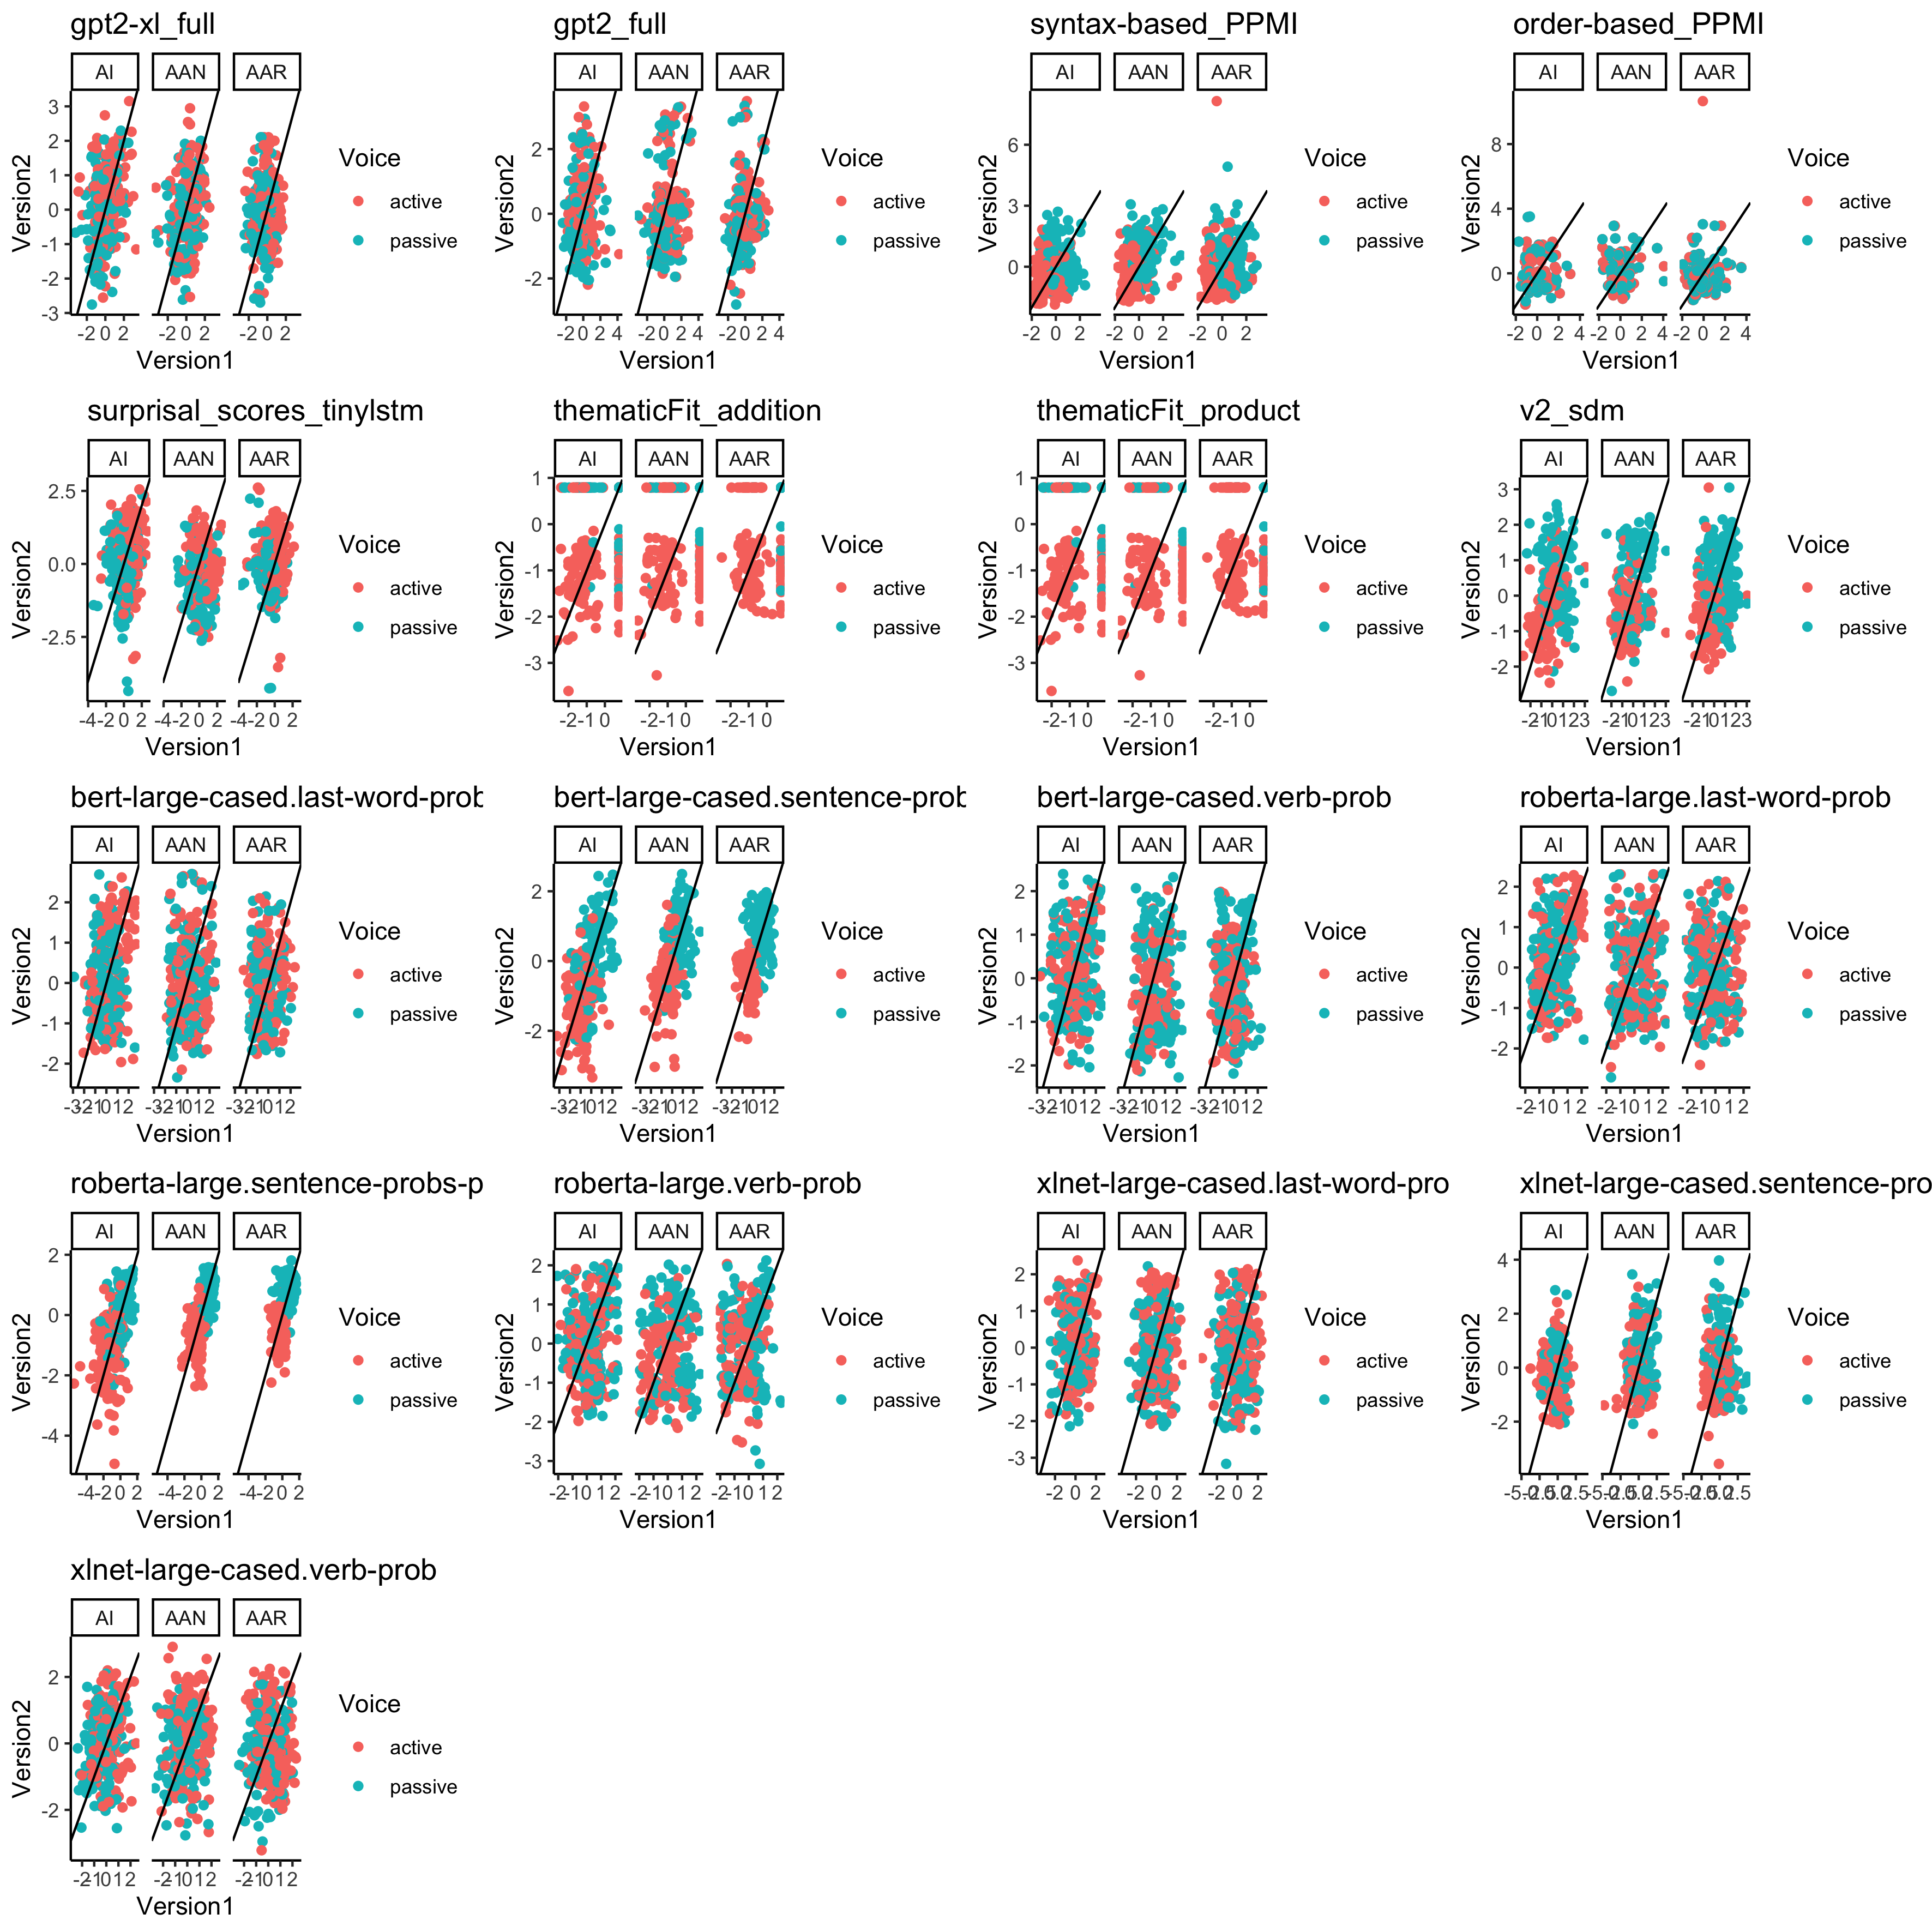 gpt2-xl_full
AI AAN AAR
Version2
3
2
1
0
-1
-2
-3
-2 0 2 -2 0 2 -2 0 2
Version1
Voice
active
passive
gpt2_full
AI AAN AAR
Version2
2
0
-2
-2 0 2 4 -2 0 2 4 -2 0 2 4
Version1
Voice
active
passive
syntax-based_PPMI
AI AAN AAR
Version2
6
3
0
-2 0 2 -2 0 2 -2 0 2
Version1
Voice
active
passive
order-based_PPMI
AI AAN AAR
Version2
8
4
0
-2 0 2 4 -2 0 2 4 -2 0 2 4
Version1
Voice
active
passive
surprisal_scores_tinylstm
AI AAN AAR
Version2
2.5
0.0
-2.5
-4 -2 0 2 -4 -2 0 2 -4 -2 0 2
Version1
Voice
active
passive
thematicFit_addition
AI AAN AAR
Version2
1
0
-1
-2
-3
-2 -1 0 -2 -1 0 -2 -1 0
Version1
Voice
active
passive
thematicFit_product
AI AAN AAR
Version2
1
0
-1
-2
-3
-2 -1 0 -2 -1 0 -2 -1 0
Version1
Voice
active
passive
v2_sdm
AI AAN AAR
Version2
3
2
1
0
-1
-2
-2 -1 0 1 2 3 -2 -1 0 1 2 3 -2 -1 0 1 2 3
Version1
Voice
active
passive
bert-large-cased.last-word-prob
AI AAN AAR
Version2
2
1
0
-1
-2
-3 -2 -1 0 1 2 -3 -2 -1 0 1 2 -3 -2 -1 0 1 2
Version1
Voice
active
passive
bert-large-cased.sentence-prob
AI AAN AAR
Version2
2
0
-2
-3 -2 -1 0 1 2 -3 -2 -1 0 1 2 -3 -2 -1 0 1 2
Version1
Voice
active
passive
bert-large-cased.verb-prob
AI AAN AAR
Version2
2
1
0
-1
-2
-3 -2 -1 0 1 2 -3 -2 -1 0 1 2 -3 -2 -1 0 1 2
Version1
Voice
active
passive
roberta-large.last-word-prob
AI AAN AAR
Version2
2
1
0
-1
-2
-2 -1 0 1 2 -2 -1 0 1 2 -2 -1 0 1 2
Version1
Voice
active
passive
roberta-large.sentence-probs-p
AI AAN AAR
Version2
2
0
-2
-4
-4 -2 0 2 -4 -2 0 2 -4 -2 0 2
Version1
Voice
active
passive
roberta-large.verb-prob
AI AAN AAR
Version2
2
1
0
-1
-2
-3
-2 -1 0 1 2 -2 -1 0 1 2 -2 -1 0 1 2
Version1
Voice
active
passive
xlnet-large-cased.last-word-pro
AI AAN AAR
Version2
2
1
0
-1
-2
-3
-2 0 2 -2 0 2 -2 0 2
Version1
Voice
active
passive
xlnet-large-cased.sentence-pro
AI AAN AAR
Version2
4
2
0
-2
-5.0 -2.5 0.0 2.5 -5.0 -2.5 0.0 2.5 -5.0 -2.5 0.0 2.5
Version1
Voice
active
passive
xlnet-large-cased.verb-prob
AI AAN AAR
Version2
2
0
-2
-2 -1 0 1 2 -2 -1 0 1 2 -2 -1 0 1 2
Version1
Voice
active
passive